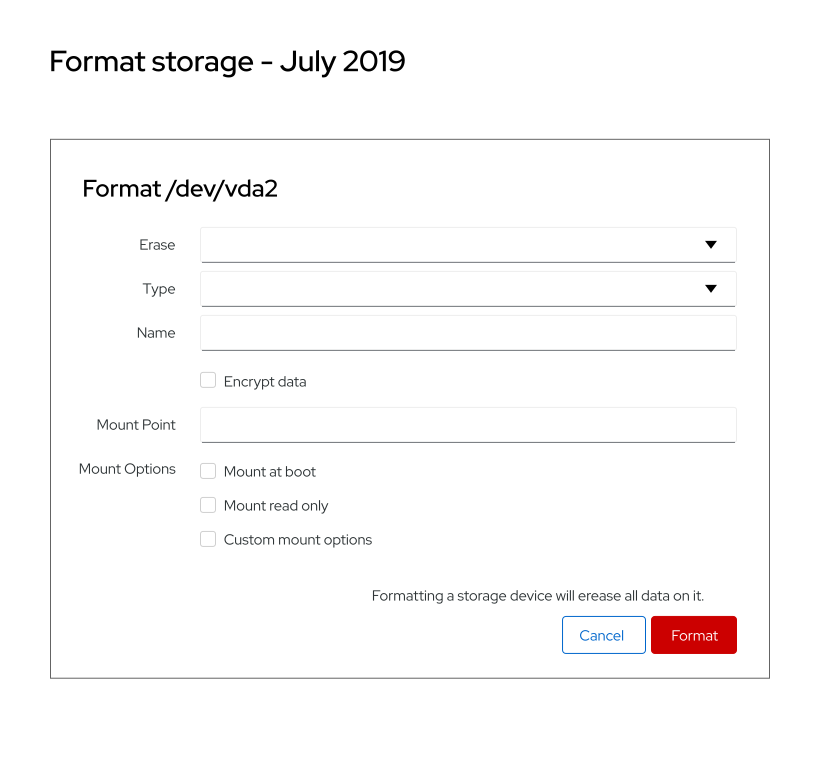 Format storage - July 2019
Format /dev/vda2
Erase
Type
Name
Encrypt data
Mount Point
Mount Options
Mount at boot
Mount read only
Custom mount options
Formatting a storage device will erease all data on it.
Cancel
Format